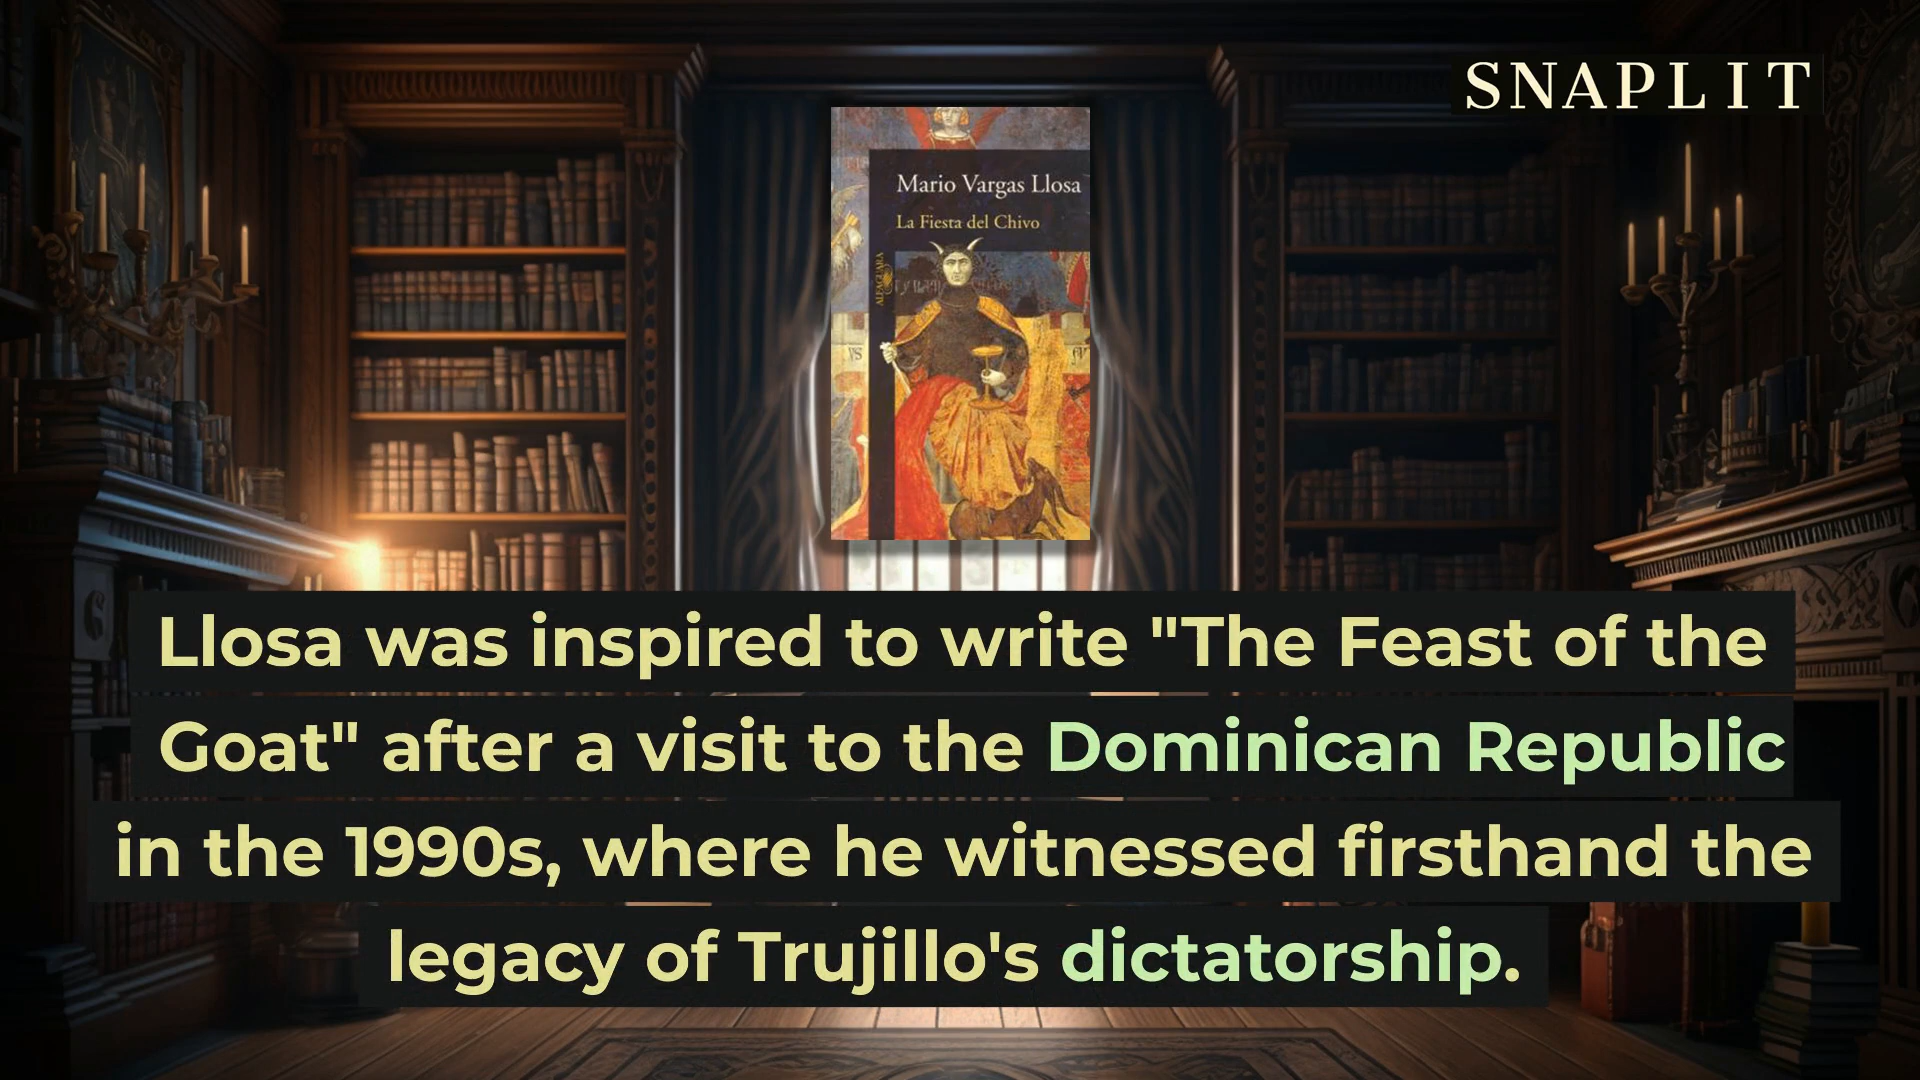 SNAPLIT
Mario Vargas Llosa
La Fiesta del Chivo
ALFAGUARA
Llosa was inspired to write "The Feast of the
Goat" after a visit to the Dominican Republic
in the 1990s, where he witnessed firsthand the
legacy of Trujillo's dictatorship.